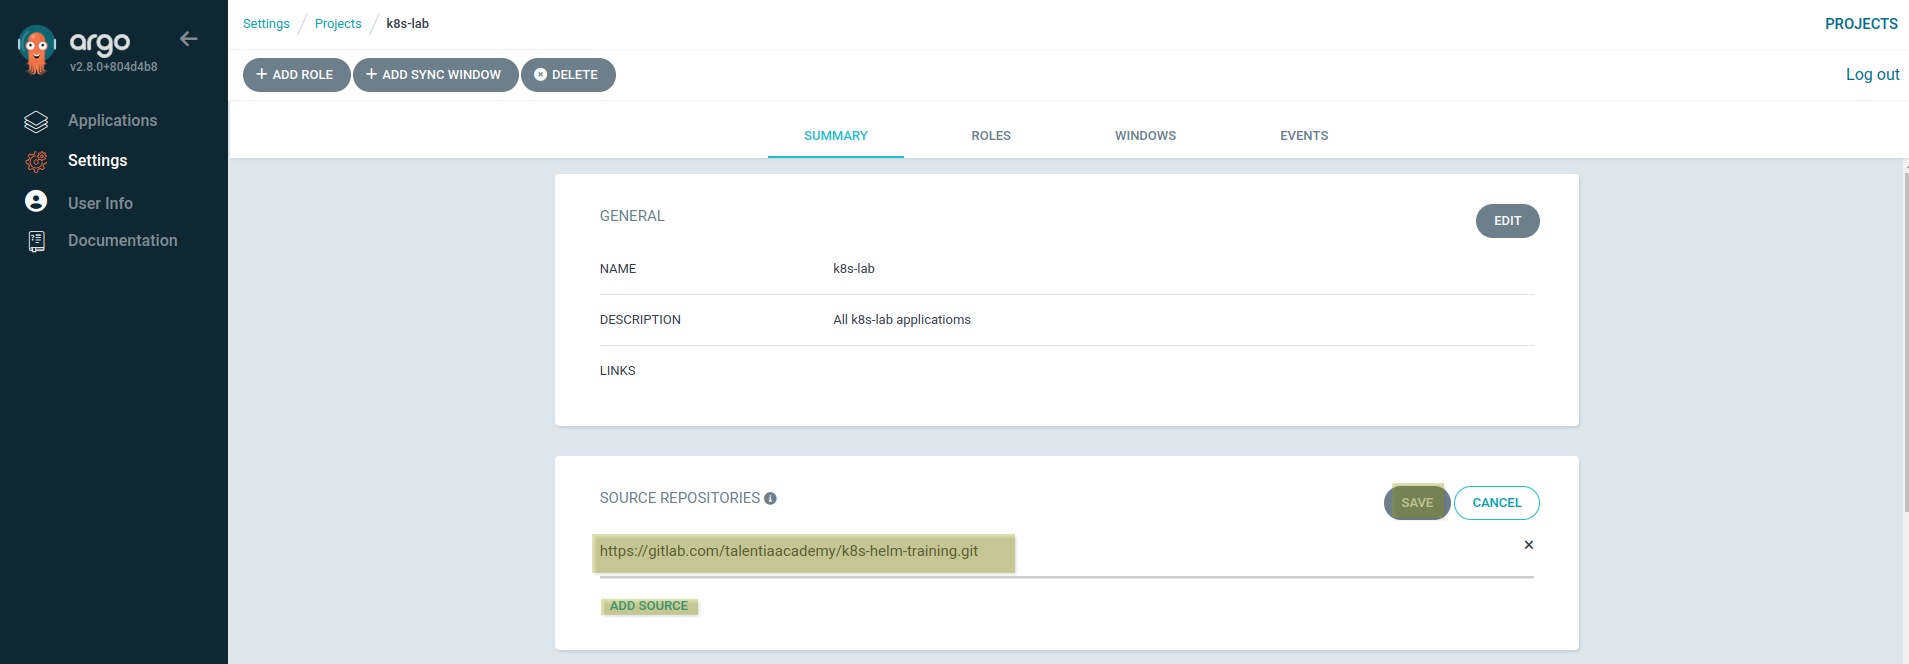 argo
v2.8.0+804d4b8
Applications
Settings
User Info
Documentation
Settings / Projects / k8s-lab
PROJECTS
+ ADD ROLE + ADD SYNC WINDOW DELETE
Log out
SUMMARY ROLES WINDOWS EVENTS
GENERAL
EDIT
NAME k8s-lab
DESCRIPTION All k8s-lab applicatioms
LINKS
SOURCE REPOSITORIES
SAVE CANCEL
https://gitlab.com/talentiaacademy/k8s-helm-training.git
ADD SOURCE